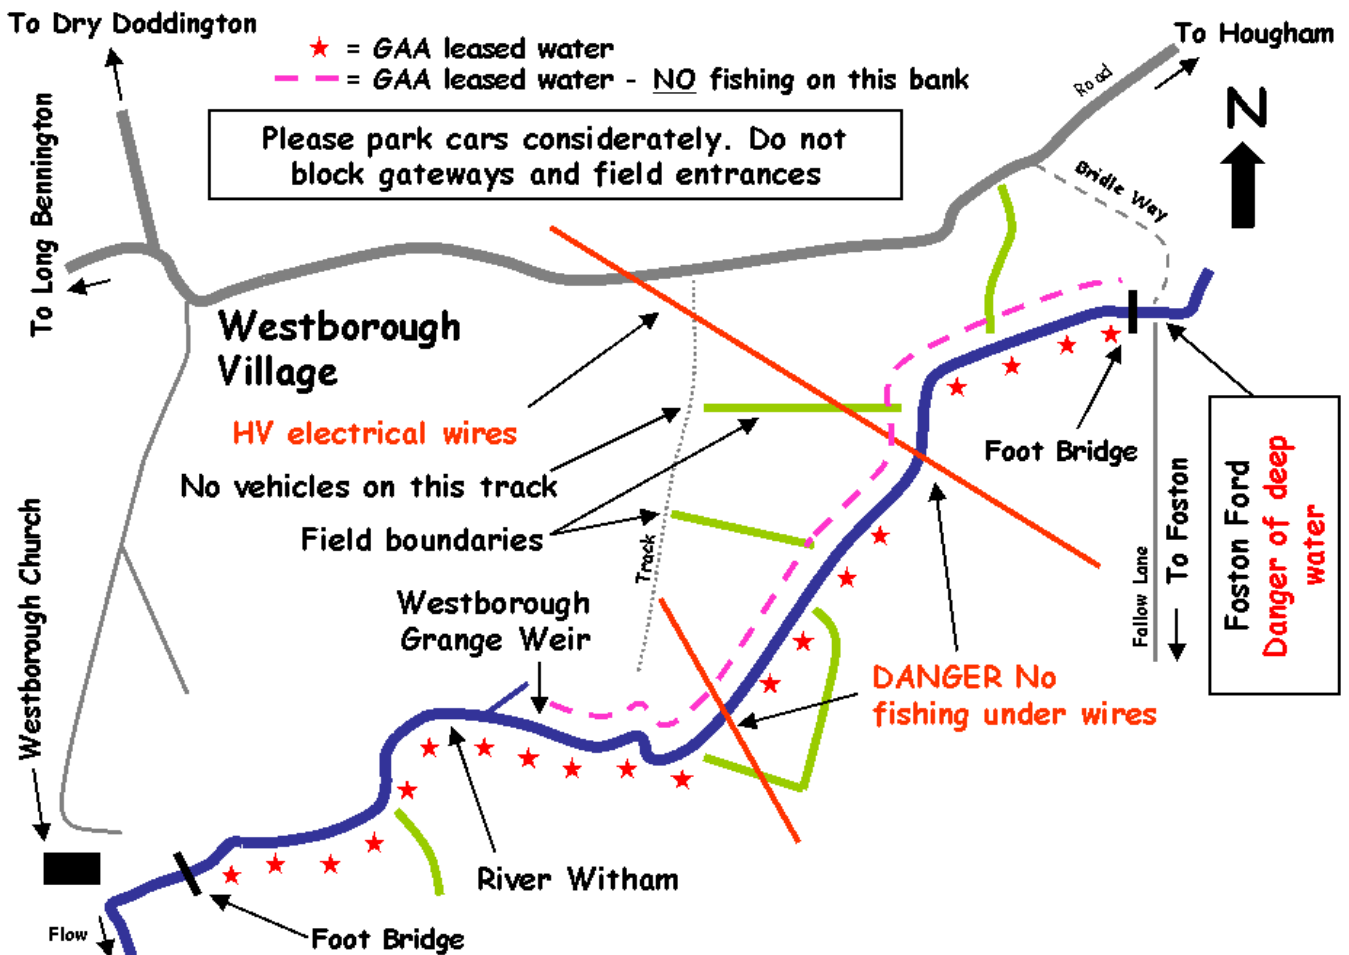 To Dry Doddington
= GAA leased water
= GAA leased water - NO fishing on this bank
Please park cars considerately. Do not
block gateways and field entrances
To Hougham
Road
N
Bridle Way
To Long Bennington
Westborough
Village
HV electrical wires
No vehicles on this track
Field boundaries
Track
Foot Bridge
Foston Ford
Danger of deep
water
To Foston
Fallow Lane
Westborough
Grange Weir
DANGER No
fishing under wires
Westborough Church
River Witham
Foot Bridge
Flow